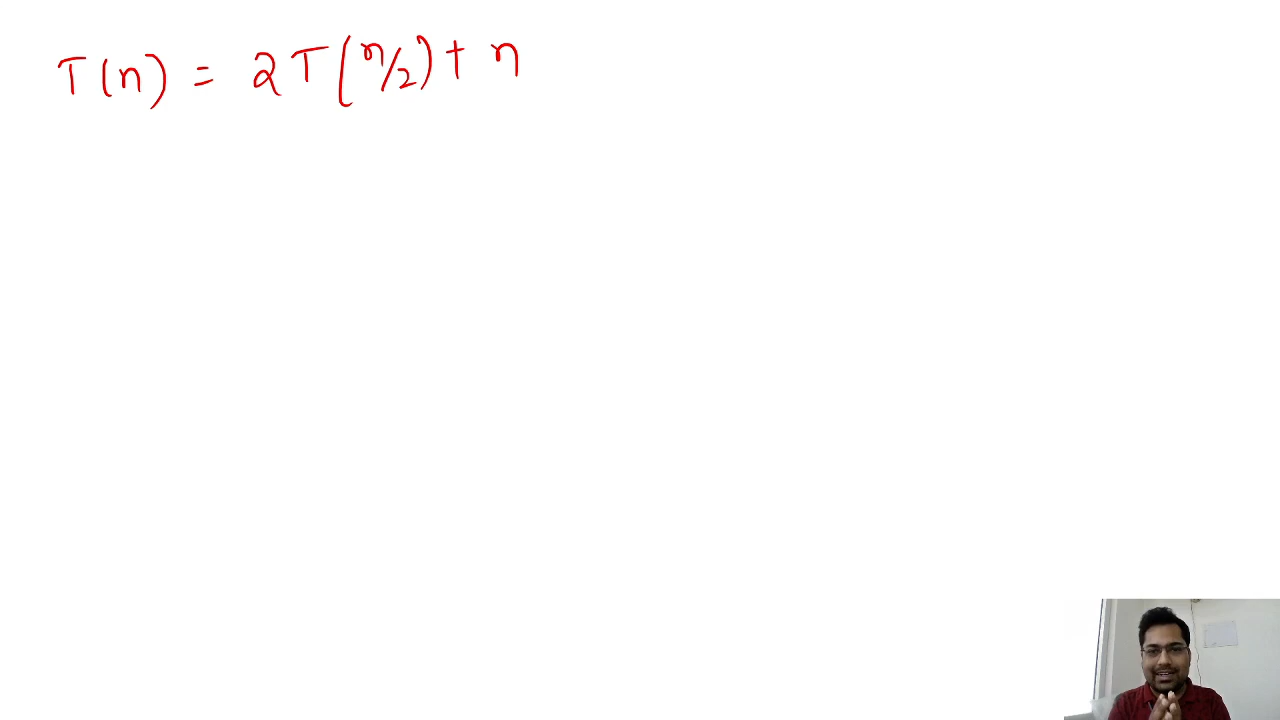 T(n) = 2T(n/2) + n